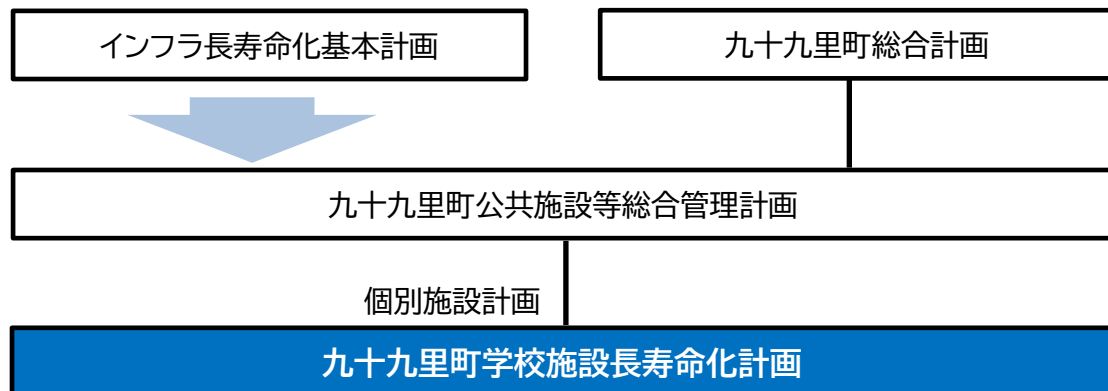 インフラ長寿命化基本計画
九十九里町総合計画
九十九里町公共施設等総合管理計画
個別施設計画
九十九里町学校施設長寿命化計画